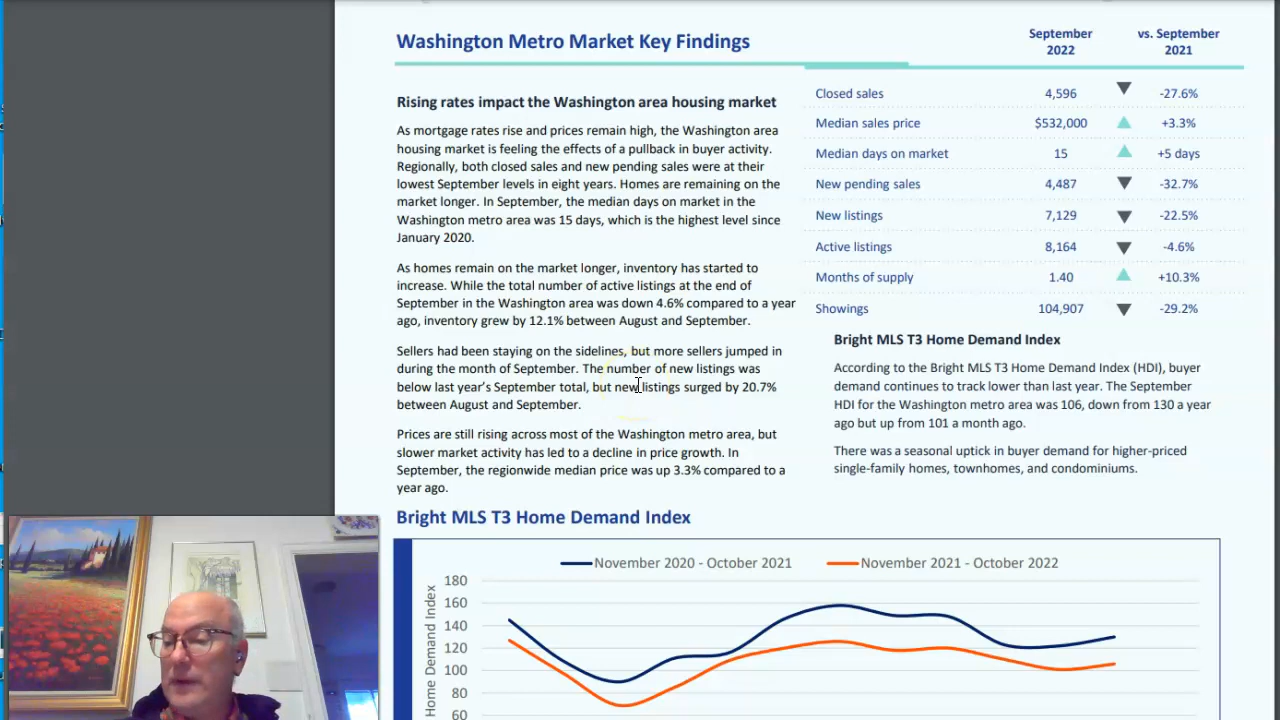 Washington Metro Market Key Findings
September 2022
vs. September 2021
Rising rates impact the Washington area housing market
As mortgage rates rise and prices remain high, the Washington area
housing market is feeling the effects of a pullback in buyer activity.
Regionally, both closed sales and new pending sales were at their
lowest September levels in eight years. Homes are remaining on the
market longer. In September, the median days on market in the
Washington metro area was 15 days, which is the highest level since
January 2020.
As homes remain on the market longer, inventory has started to
increase. While the total number of active listings at the end of
September in the Washington area was down 4.6% compared to a year
ago, inventory grew by 12.1% between August and September.
Sellers had been staying on the sidelines, but more sellers jumped in
during the month of September. The number of new listings was
below last year's September total, but new listings surged by 20.7%
between August and September.
Prices are still rising across most of the Washington metro area, but
slower market activity has led to a decline in price growth. In
September, the regionwide median price was up 3.3% compared to a
year ago.
Closed sales 4,596 ▼ -27.6%
Median sales price $532,000 ▲ +3.3%
Median days on market 15 ▲ +5 days
New pending sales 4,487 ▼ -32.7%
New listings 7,129 ▼ -22.5%
Active listings 8,164 ▼ -4.6%
Months of supply 1.40 ▲ +10.3%
Showings 104,907 ▼ -29.2%
Bright MLS T3 Home Demand Index
According to the Bright MLS T3 Home Demand Index (HDI), buyer
demand continues to track lower than last year. The September
HDI for the Washington metro area was 106, down from 130 a year
ago but up from 101 a month ago.
There was a seasonal uptick in buyer demand for higher-priced
single-family homes, townhomes, and condominiums.
Bright MLS T3 Home Demand Index
November 2020 - October 2021
November 2021 - October 2022
Home Demand Index
180
160
140
120
100
80
60